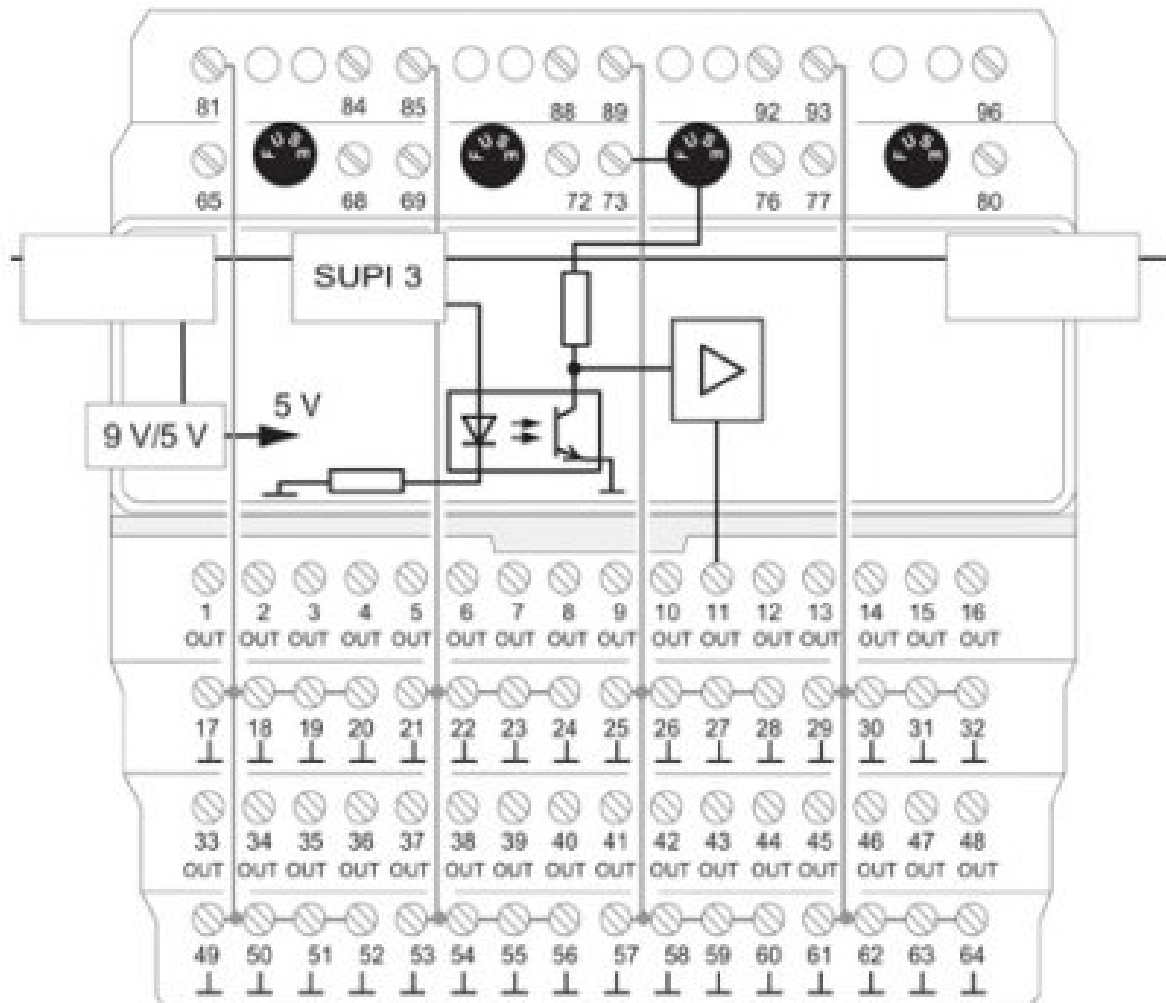 81 84 85 88 89 92 93 96
FUSE FUSE FUSE FUSE
65 68 69 72 73 76 77 80
SUPI 3
5 V
9 V/5 V
1 2 3 4 5 6 7 8 9 10 11 12 13 14 15 16
OUT OUT OUT OUT OUT OUT OUT OUT OUT OUT OUT OUT OUT OUT OUT OUT
17 18 19 20 21 22 23 24 25 26 27 28 29 30 31 32
33 34 35 36 37 38 39 40 41 42 43 44 45 46 47 48
OUT OUT OUT OUT OUT OUT OUT OUT OUT OUT OUT OUT OUT OUT OUT OUT
49 50 51 52 53 54 55 56 57 58 59 60 61 62 63 64